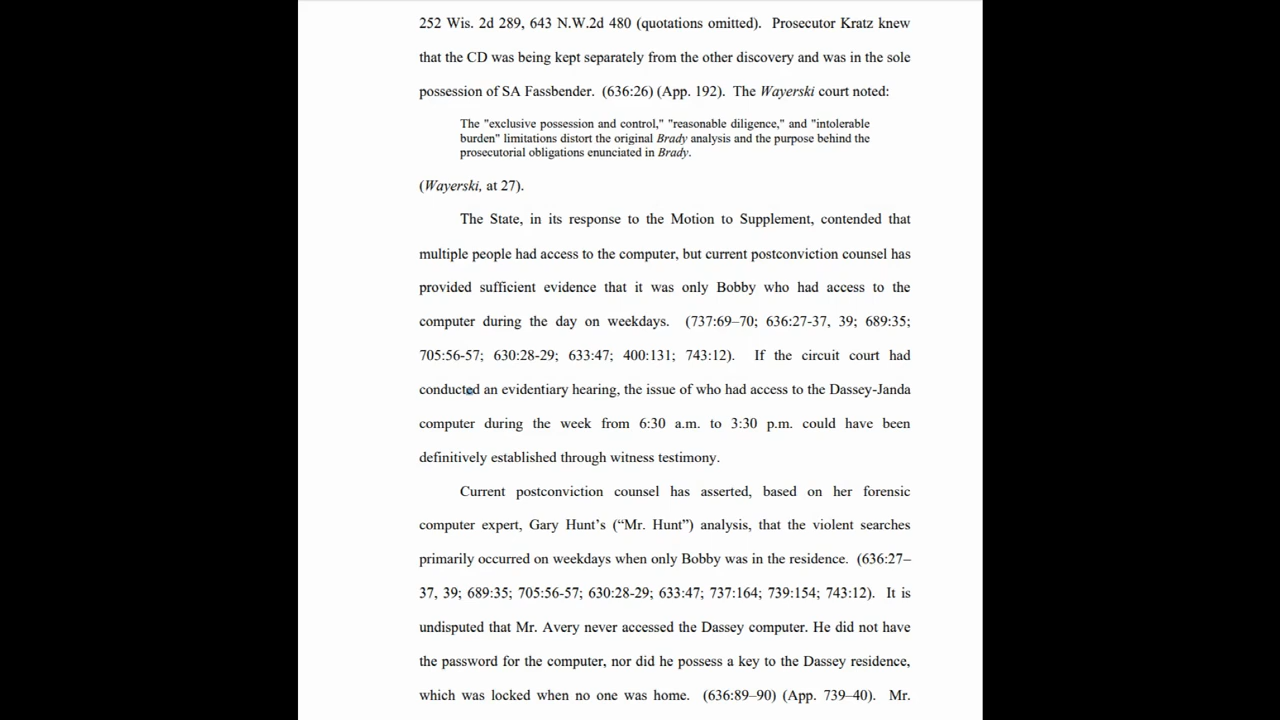 252 Wis. 2d 289, 643 N.W.2d 480 (quotations omitted). Prosecutor Kratz knew
that the CD was being kept separately from the other discovery and was in the sole
possession of SA Fassbender. (636:26) (App. 192). The Wayerski court noted:
The "exclusive possession and control," "reasonable diligence," and "intolerable
burden" limitations distort the original Brady analysis and the purpose behind the
prosecutorial obligations enunciated in Brady.
(Wayerski, at 27).
The State, in its response to the Motion to Supplement, contended that
multiple people had access to the computer, but current postconviction counsel has
provided sufficient evidence that it was only Bobby who had access to the
computer during the day on weekdays. (737:69–70; 636:27-37, 39; 689:35;
705:56-57; 630:28-29; 633:47; 400:131; 743:12). If the circuit court had
conducted an evidentiary hearing, the issue of who had access to the Dassey-Janda
computer during the week from 6:30 a.m. to 3:30 p.m. could have been
definitively established through witness testimony.
Current postconviction counsel has asserted, based on her forensic
computer expert, Gary Hunt’s (“Mr. Hunt”) analysis, that the violent searches
primarily occurred on weekdays when only Bobby was in the residence. (636:27–
37, 39; 689:35; 705:56-57; 630:28-29; 633:47; 737:164; 739:154; 743:12). It is
undisputed that Mr. Avery never accessed the Dassey computer. He did not have
the password for the computer, nor did he possess a key to the Dassey residence,
which was locked when no one was home. (636:89–90) (App. 739–40). Mr.